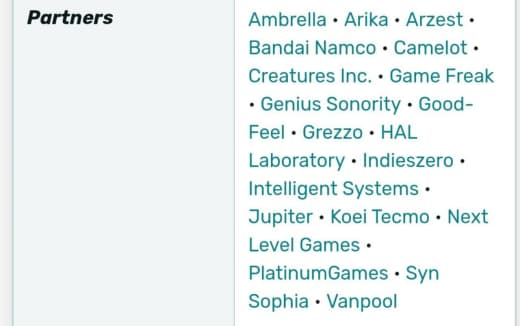 Partners
Ambrella • Arika • Arzest •
Bandai Namco • Camelot •
Creatures Inc. • Game Freak
• Genius Sonority • Good-
Feel • Grezzo • HAL
Laboratory • Indieszero •
Intelligent Systems •
Jupiter • Koei Tecmo • Next
Level Games •
PlatinumGames • Syn
Sophia • Vanpool